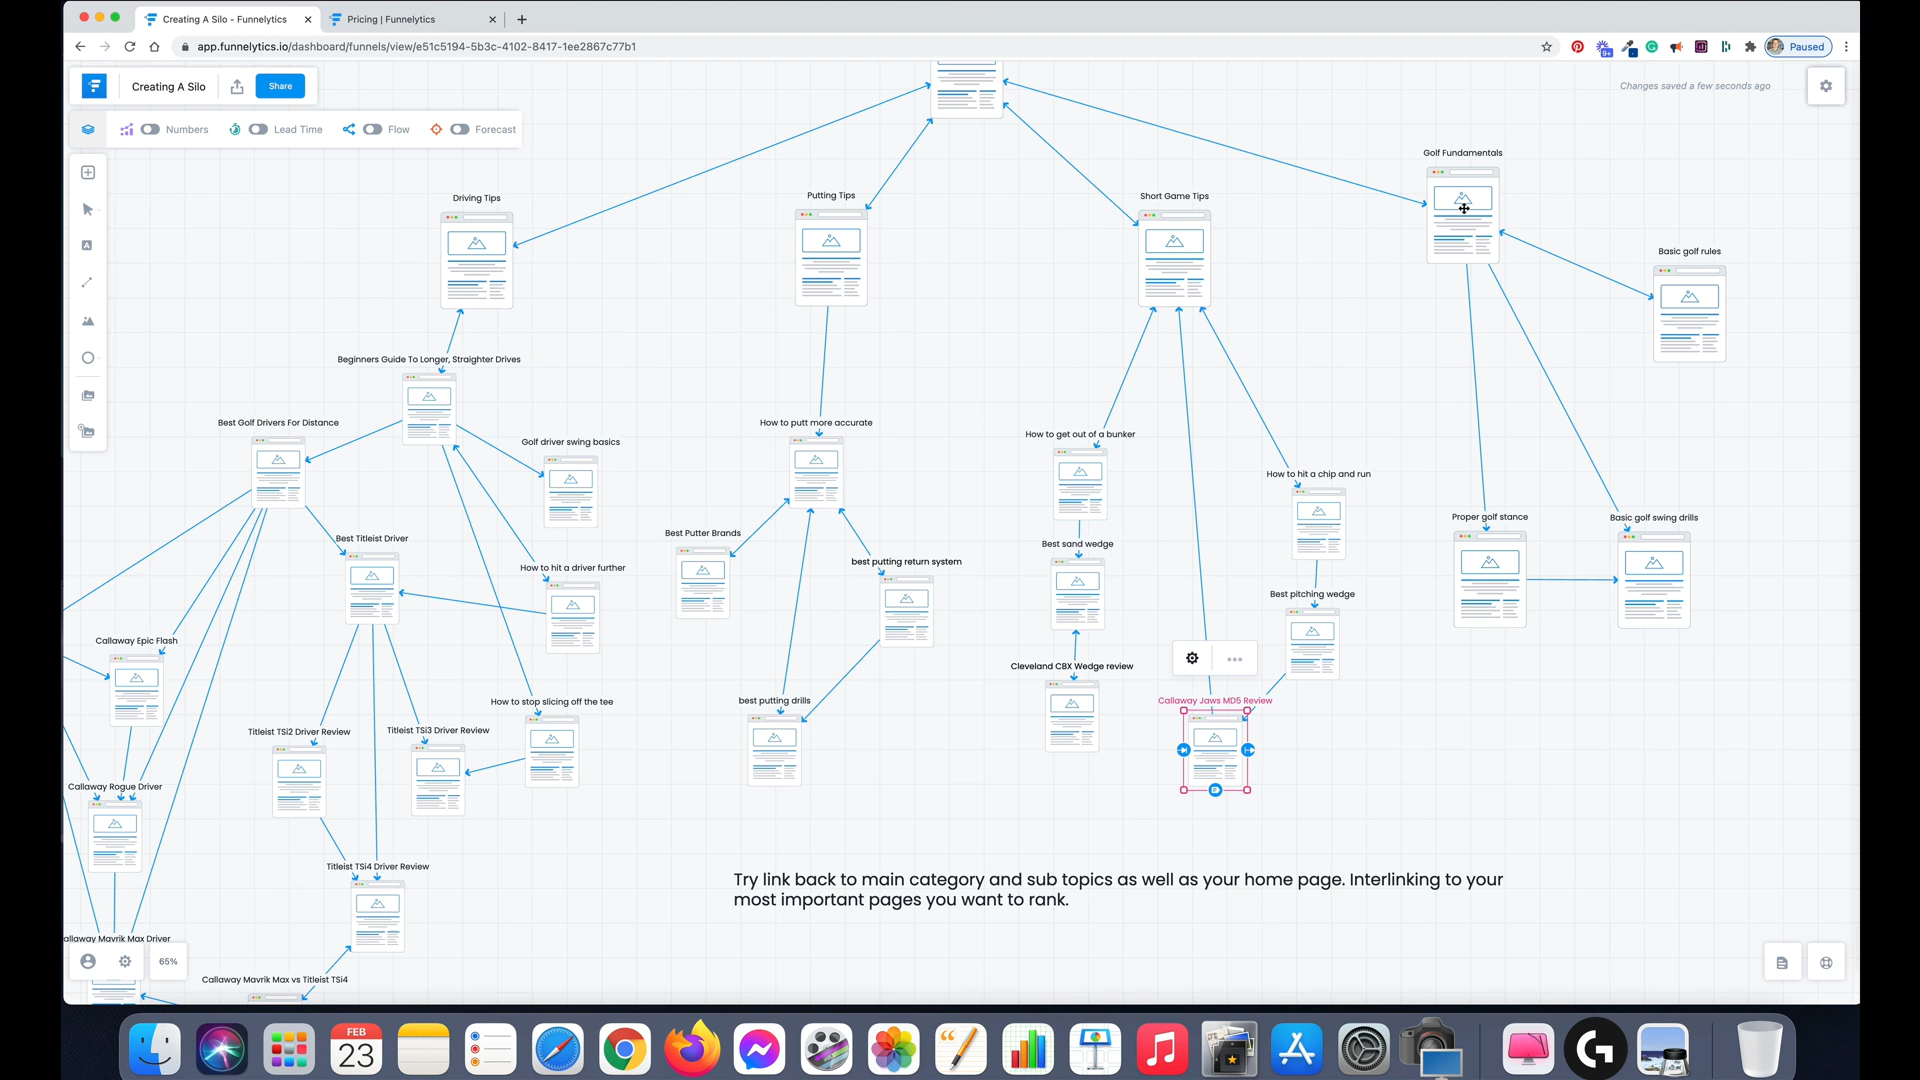 Creating A Silo - Funnelytics
Pricing | Funnelytics
app.funnelytics.io/dashboard/funnels/view/e51c5194-5b3c-4102-8417-1ee2867c77b1
Paused
Creating A Silo
Share
Changes saved a few seconds ago
Numbers
Lead Time
Flow
Forecast
Golf Fundamentals
Driving Tips
Putting Tips
Short Game Tips
Basic golf rules
Beginners Guide To Longer, Straighter Drives
Best Golf Drivers For Distance
How to putt more accurate
How to get out of a bunker
Golf driver swing basics
How to hit a chip and run
Proper golf stance
Basic golf swing drills
Best Putter Brands
Best Titleist Driver
Best sand wedge
best putting return system
How to hit a driver further
Best pitching wedge
Callaway Epic Flash
Cleveland CBX Wedge review
How to stop slicing off the tee
best putting drills
Callaway Jaws MD5 Review
Titleist TSi2 Driver Review
Titleist TSi3 Driver Review
Callaway Rogue Driver
Titleist TSi4 Driver Review
Try link back to main category and sub topics as well as your home page. Interlinking to your
most important pages you want to rank.
allaway Mavrik Max Driver
65%
Callaway Mavrik Max vs Titleist TSi4
FEB
23